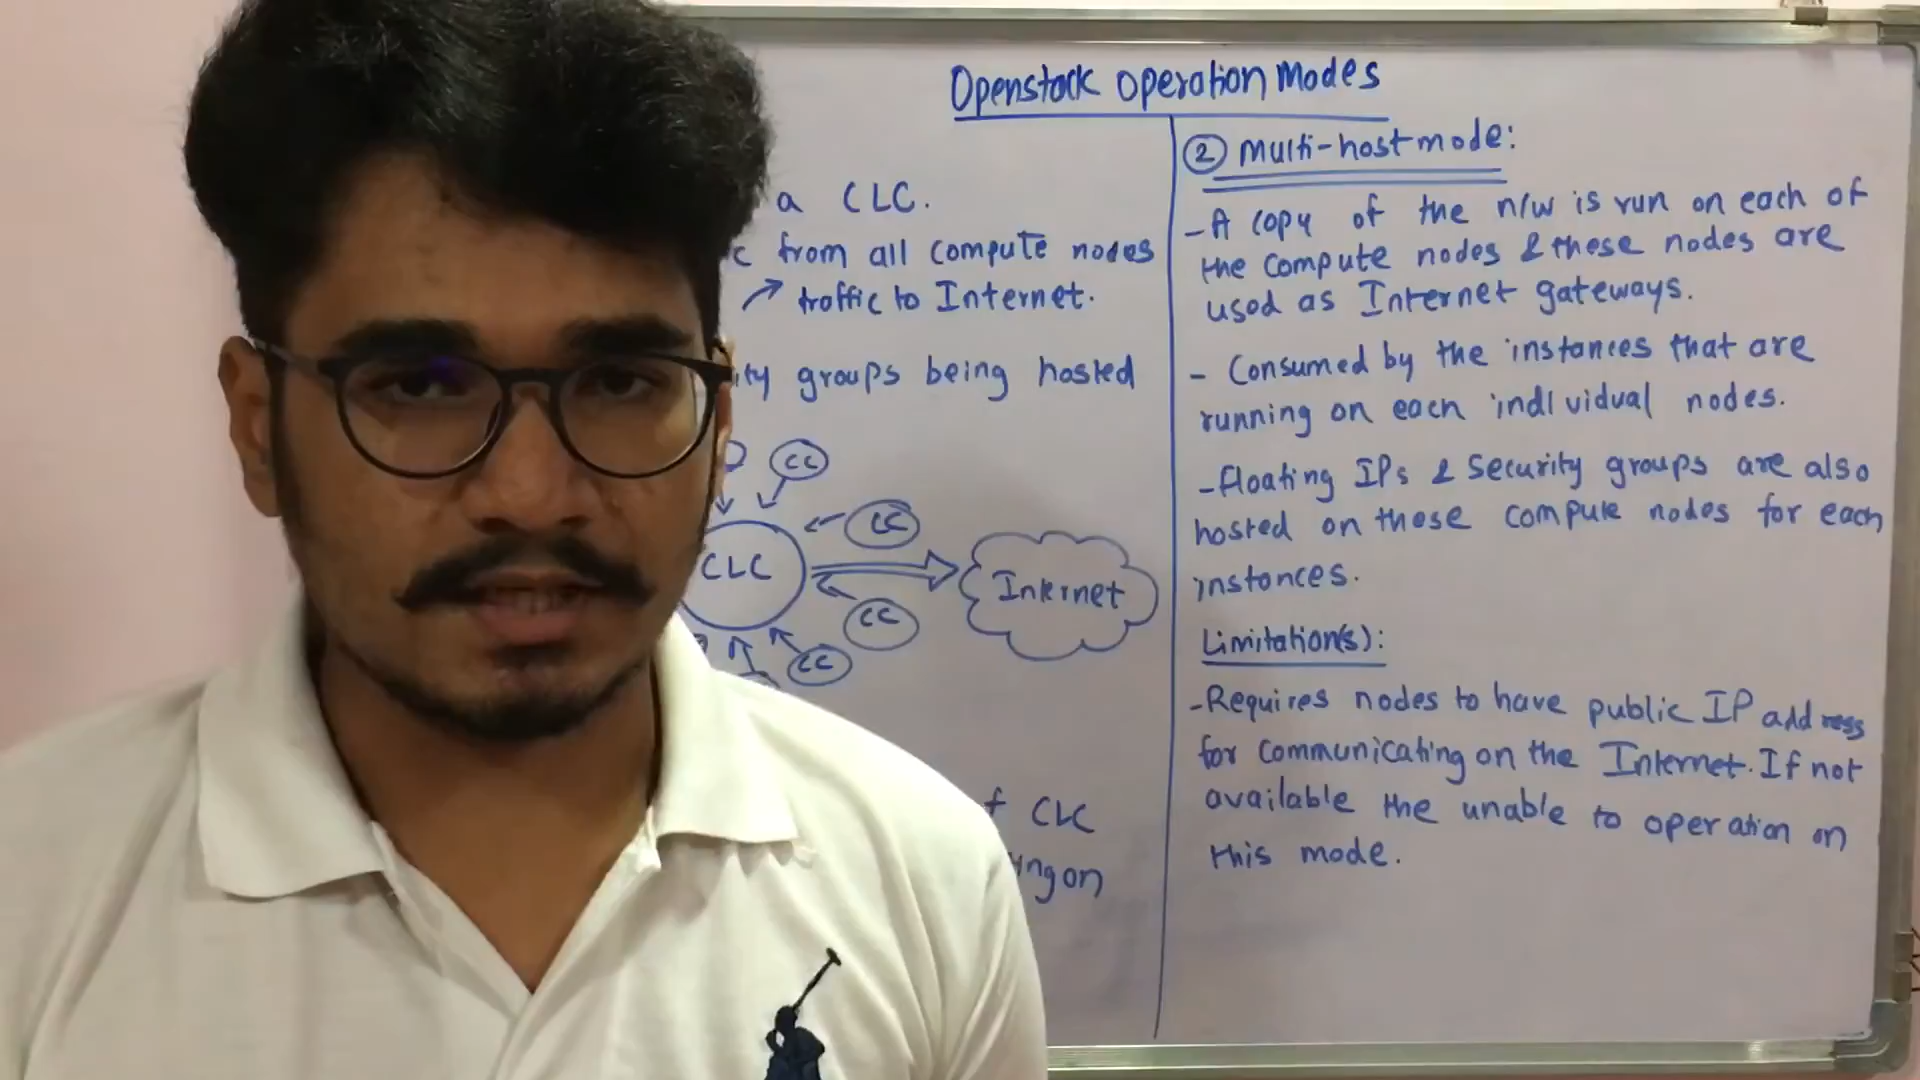 Openstack Operation Modes
a CLC.
from all compute nodes
traffic to Internet.
groups being hosted
CC
CC
CLC
Internet
CC
CC
CLC
② Multi-host mode:
- A copy of the n/w is run on each of
the compute nodes & these nodes are
used as Internet gateways.
- Consumed by the instances that are
running on each individual nodes.
- Floating IPs & Security groups are also
hosted on those compute nodes for each
instances.
Limitation(s):
- Requires nodes to have public IP address
for communicating on the Internet. If not
available the unable to operation on
this mode.